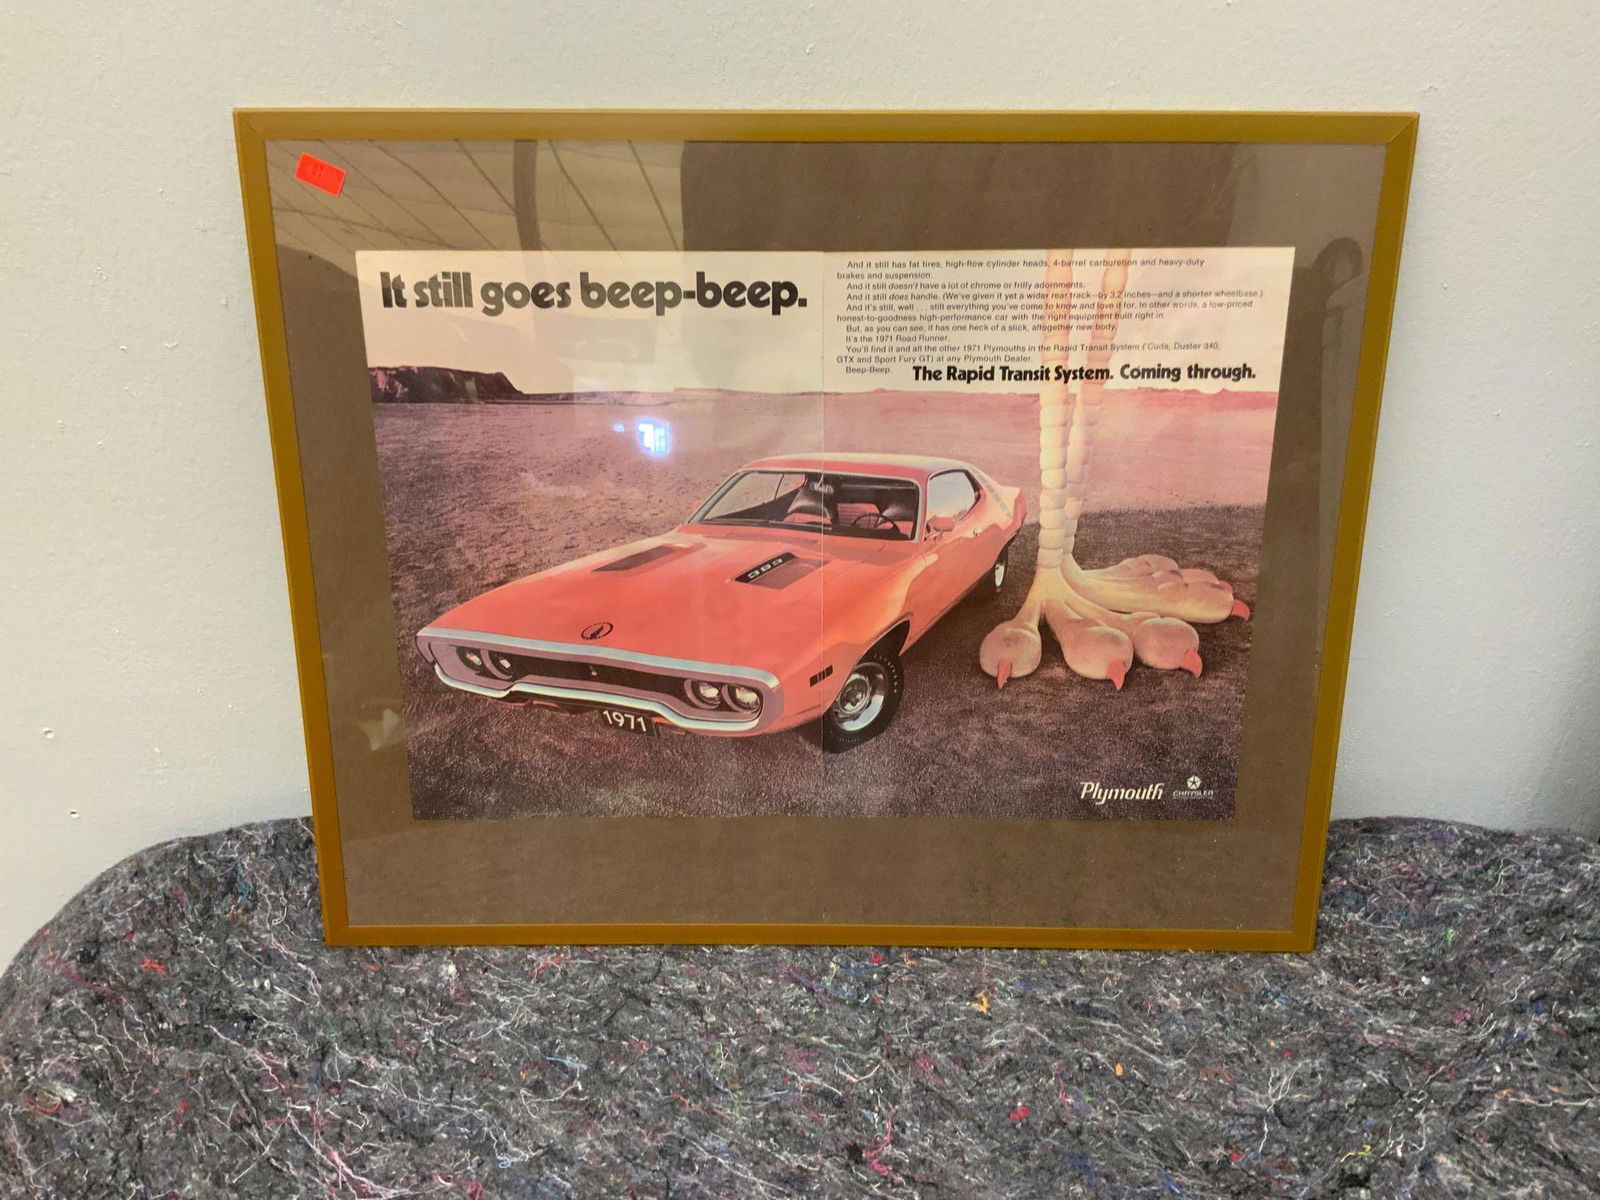 It still goes beep-beep.
And it still has fat tires, high-flow cylinder heads, 4-barrel carburetion and heavy-duty
brakes and suspension.
And it still doesn't have a lot of chrome or frilly adornments.
And it still does handle. (We've given it yet a wider rear track—by 3.2 inches—and a shorter wheelbase.)
And it's still, well . . . still everything you've come to know and love it for. In other words, a low-priced
honest-to-goodness high-performance car with the right equipment built right in.
But, as you can see, it has one heck of a slick, altogether new body.
It's the 1971 Road Runner.
You'll find it and all the other 1971 Plymouths in the Rapid Transit System ('Cuda, Duster 340,
GTX and Sport Fury GT) at any Plymouth Dealer.
Beep-Beep.
The Rapid Transit System. Coming through.
383
1971
Plymouth
CHRYSLER